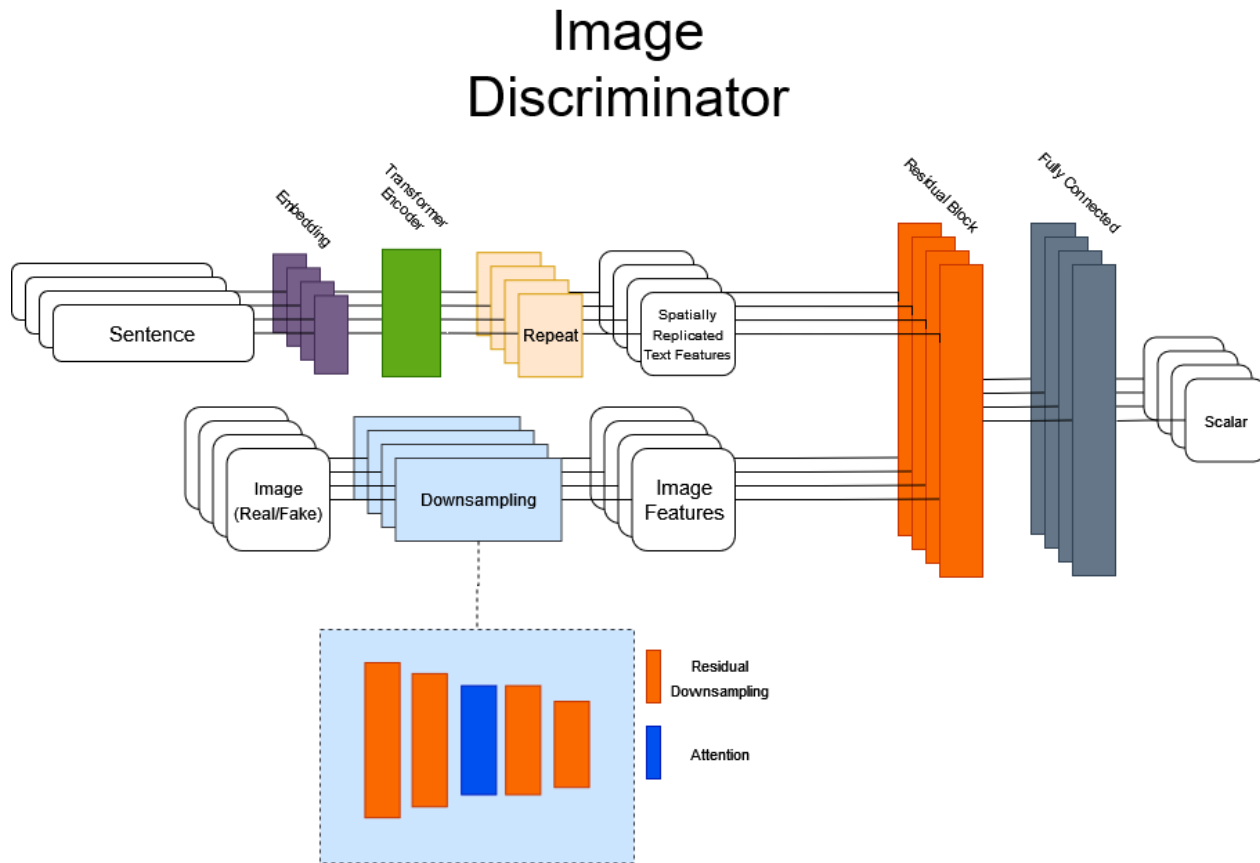 Image
Discriminator
Embedding
Transformer
Encoder
Residual Block
Fully Connected
Sentence
Repeat
Spatially
Replicated
Text Features
Scalar
Image
(Real/Fake)
Downsampling
Image
Features
Residual
Downsampling
Attention